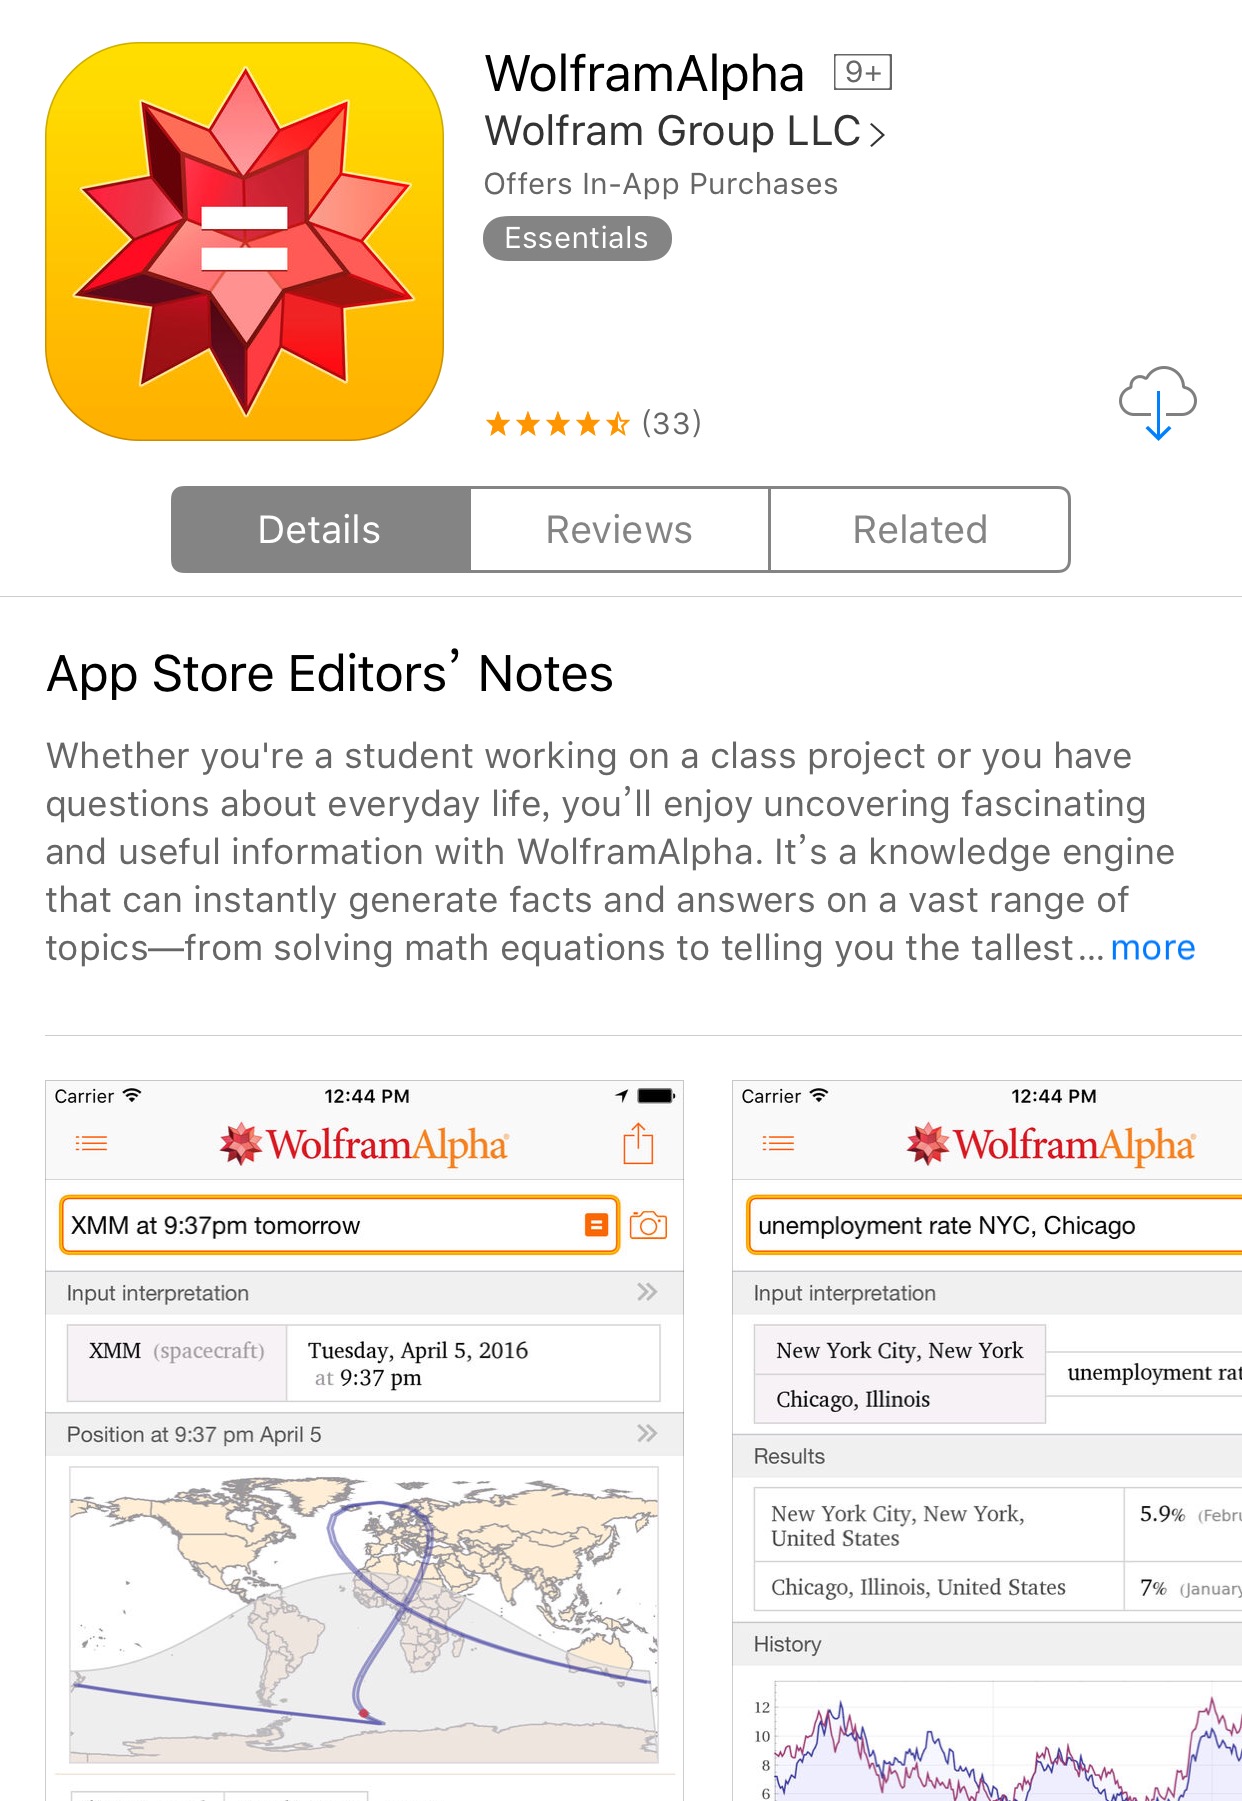 WolframAlpha 9+
Wolfram Group LLC
Offers In-App Purchases
Essentials
(33)
Details Reviews Related
App Store Editors’ Notes
Whether you're a student working on a class project or you have
questions about everyday life, you’ll enjoy uncovering fascinating
and useful information with WolframAlpha. It’s a knowledge engine
that can instantly generate facts and answers on a vast range of
topics—from solving math equations to telling you the tallest... more
Carrier 12:44 PM
WolframAlpha
XMM at 9:37pm tomorrow
Input interpretation
XMM (spacecraft) Tuesday, April 5, 2016
at 9:37 pm
Position at 9:37 pm April 5
Carrier 12:44 PM
WolframAlpha
unemployment rate NYC, Chicago
Input interpretation
New York City, New York
Chicago, Illinois
unemployment rat
Results
New York City, New York,
United States
5.9% (Febru
Chicago, Illinois, United States 7% (January
History
12
10
8
6